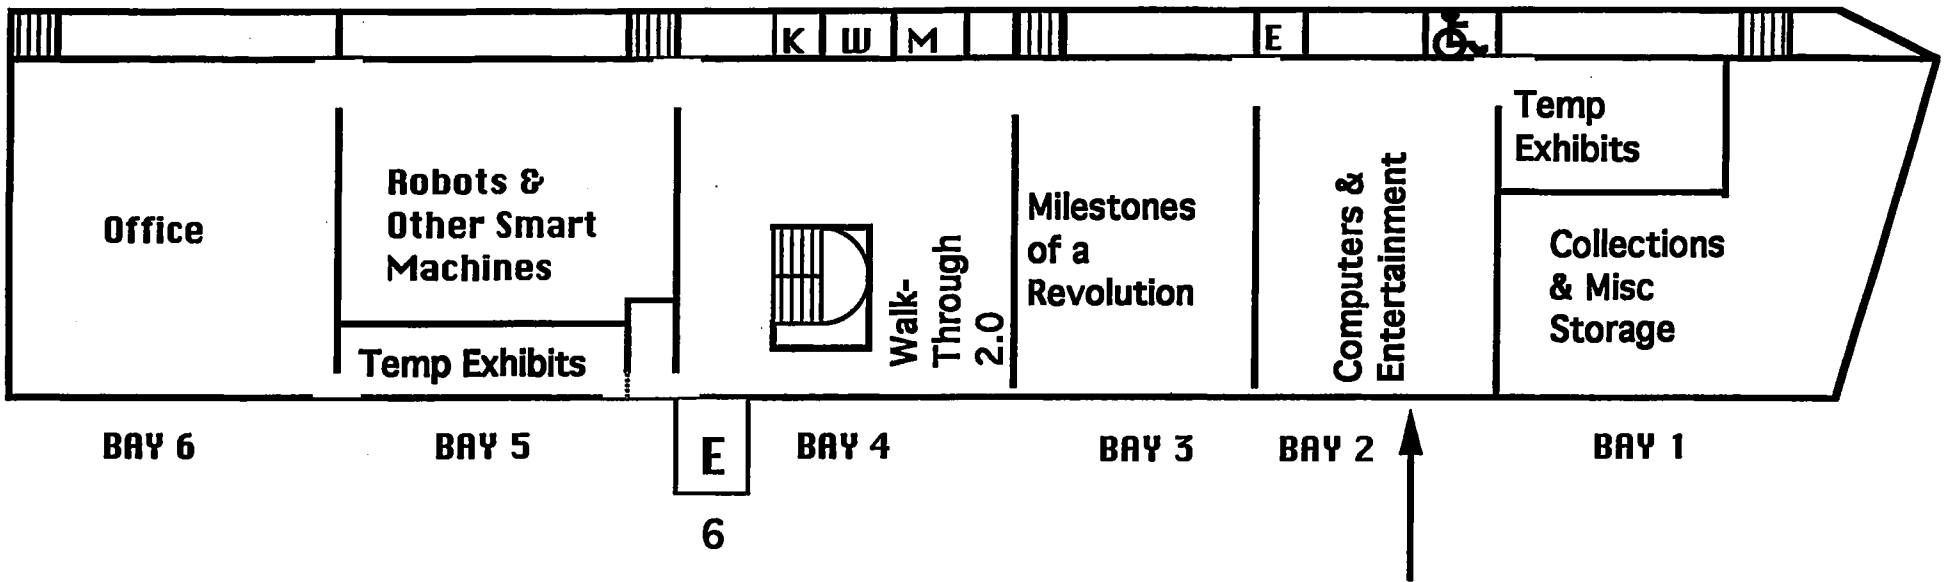 K W M E
Temp
Exhibits
Robots &
Other Smart
Machines
Office
Milestones
of a
Revolution
Computers &
Entertainment
Walk-
Through
2.0
Collections
& Misc
Storage
Temp Exhibits
BAY 6 BAY 5 E BAY 4 BAY 3 BAY 2 BAY 1
6